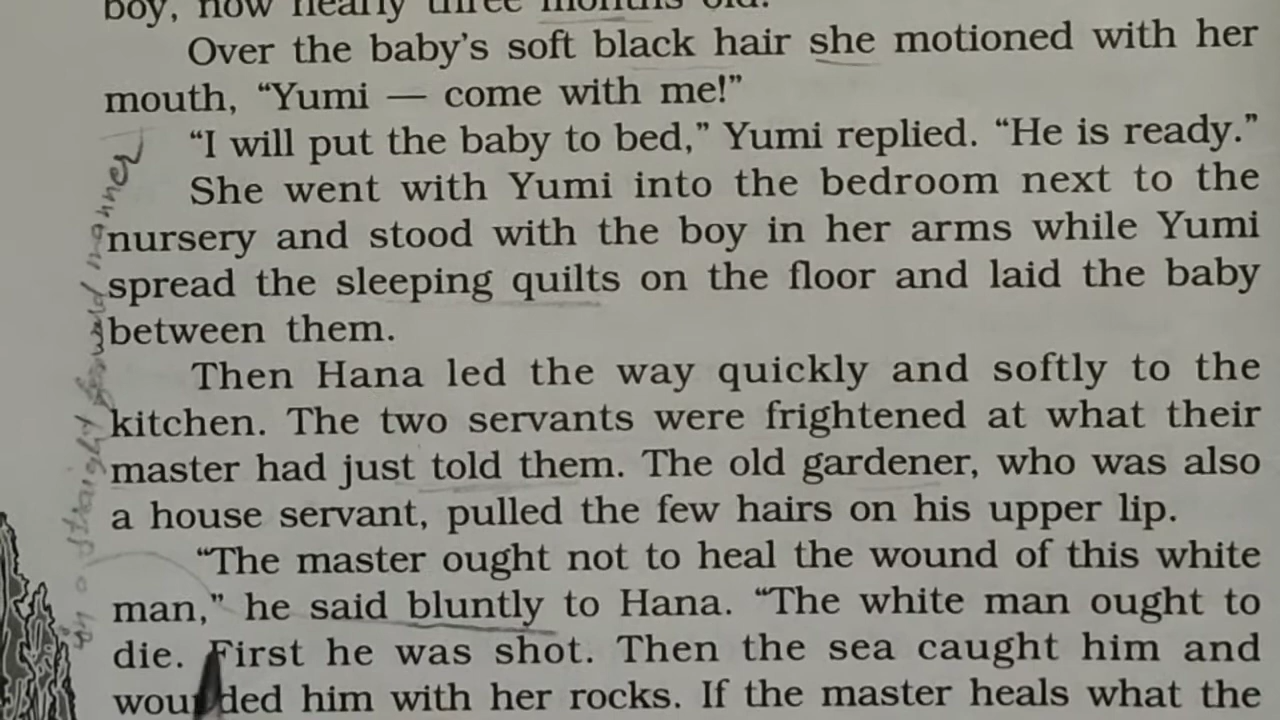 boy, now nearly three months old.
Over the baby's soft black hair she motioned with her
mouth, “Yumi — come with me!”
“I will put the baby to bed,” Yumi replied. “He is ready.”
She went with Yumi into the bedroom next to the
nursery and stood with the boy in her arms while Yumi
spread the sleeping quilts on the floor and laid the baby
between them.
Then Hana led the way quickly and softly to the
kitchen. The two servants were frightened at what their
master had just told them. The old gardener, who was also
a house servant, pulled the few hairs on his upper lip.
“The master ought not to heal the wound of this white
man,” he said bluntly to Hana. “The white man ought to
die. First he was shot. Then the sea caught him and
wounded him with her rocks. If the master heals what the
in a straight forward manner